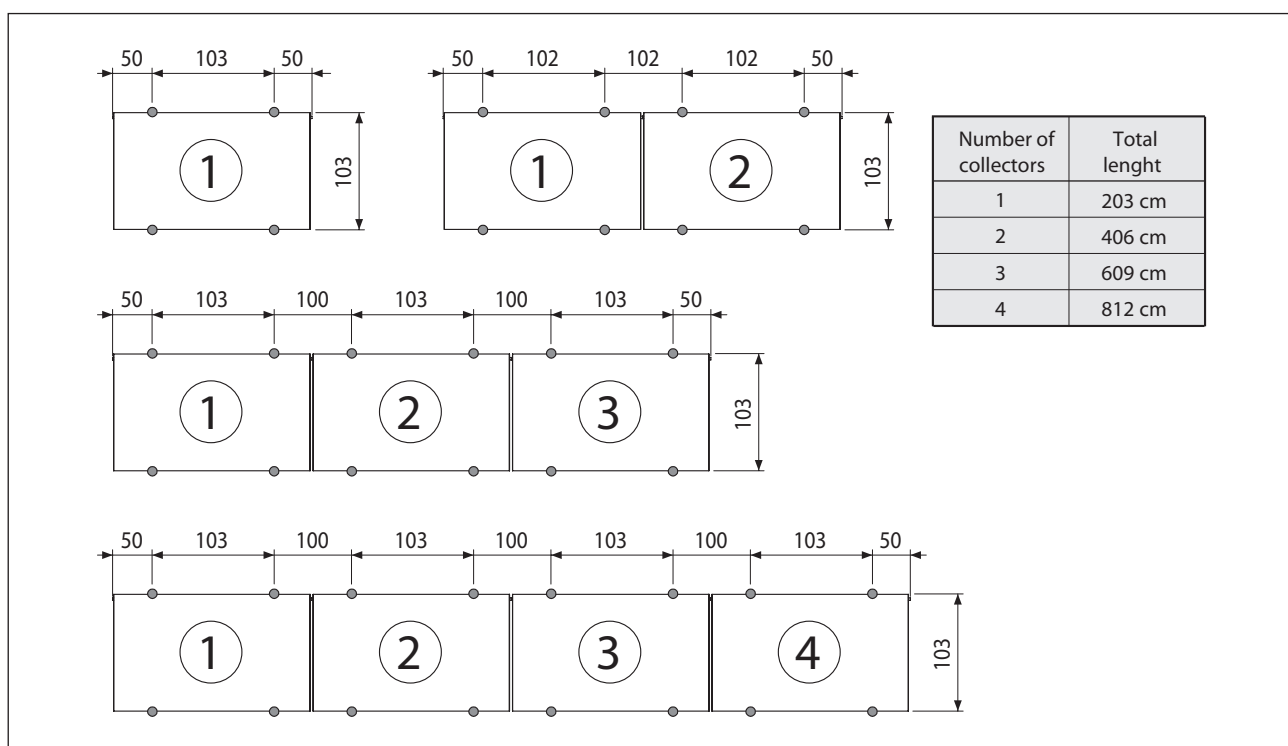 50 103 50
103
1
50 102 102 102 50
103
1 2
Number of collectors Total lenght
1 203 cm
2 406 cm
3 609 cm
4 812 cm
50 103 100 103 100 103 50
103
1 2 3
50 103 100 103 100 103 100 103 50
103
1 2 3 4